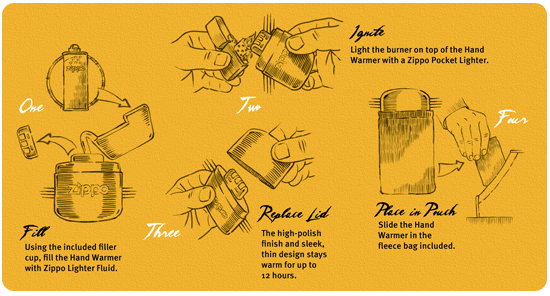 One
zippo
zippo
Fill
Using the included filler
cup, fill the Hand Warmer
with Zippo Lighter Fluid.
Two
Ignite
Light the burner on top of the Hand
Warmer with a Zippo Pocket Lighter.
Three
Replace Lid
The high-polish
finish and sleek,
thin design stays
warm for up to
12 hours.
Four
Place in Pouch
Slide the Hand
Warmer in the
fleece bag included.